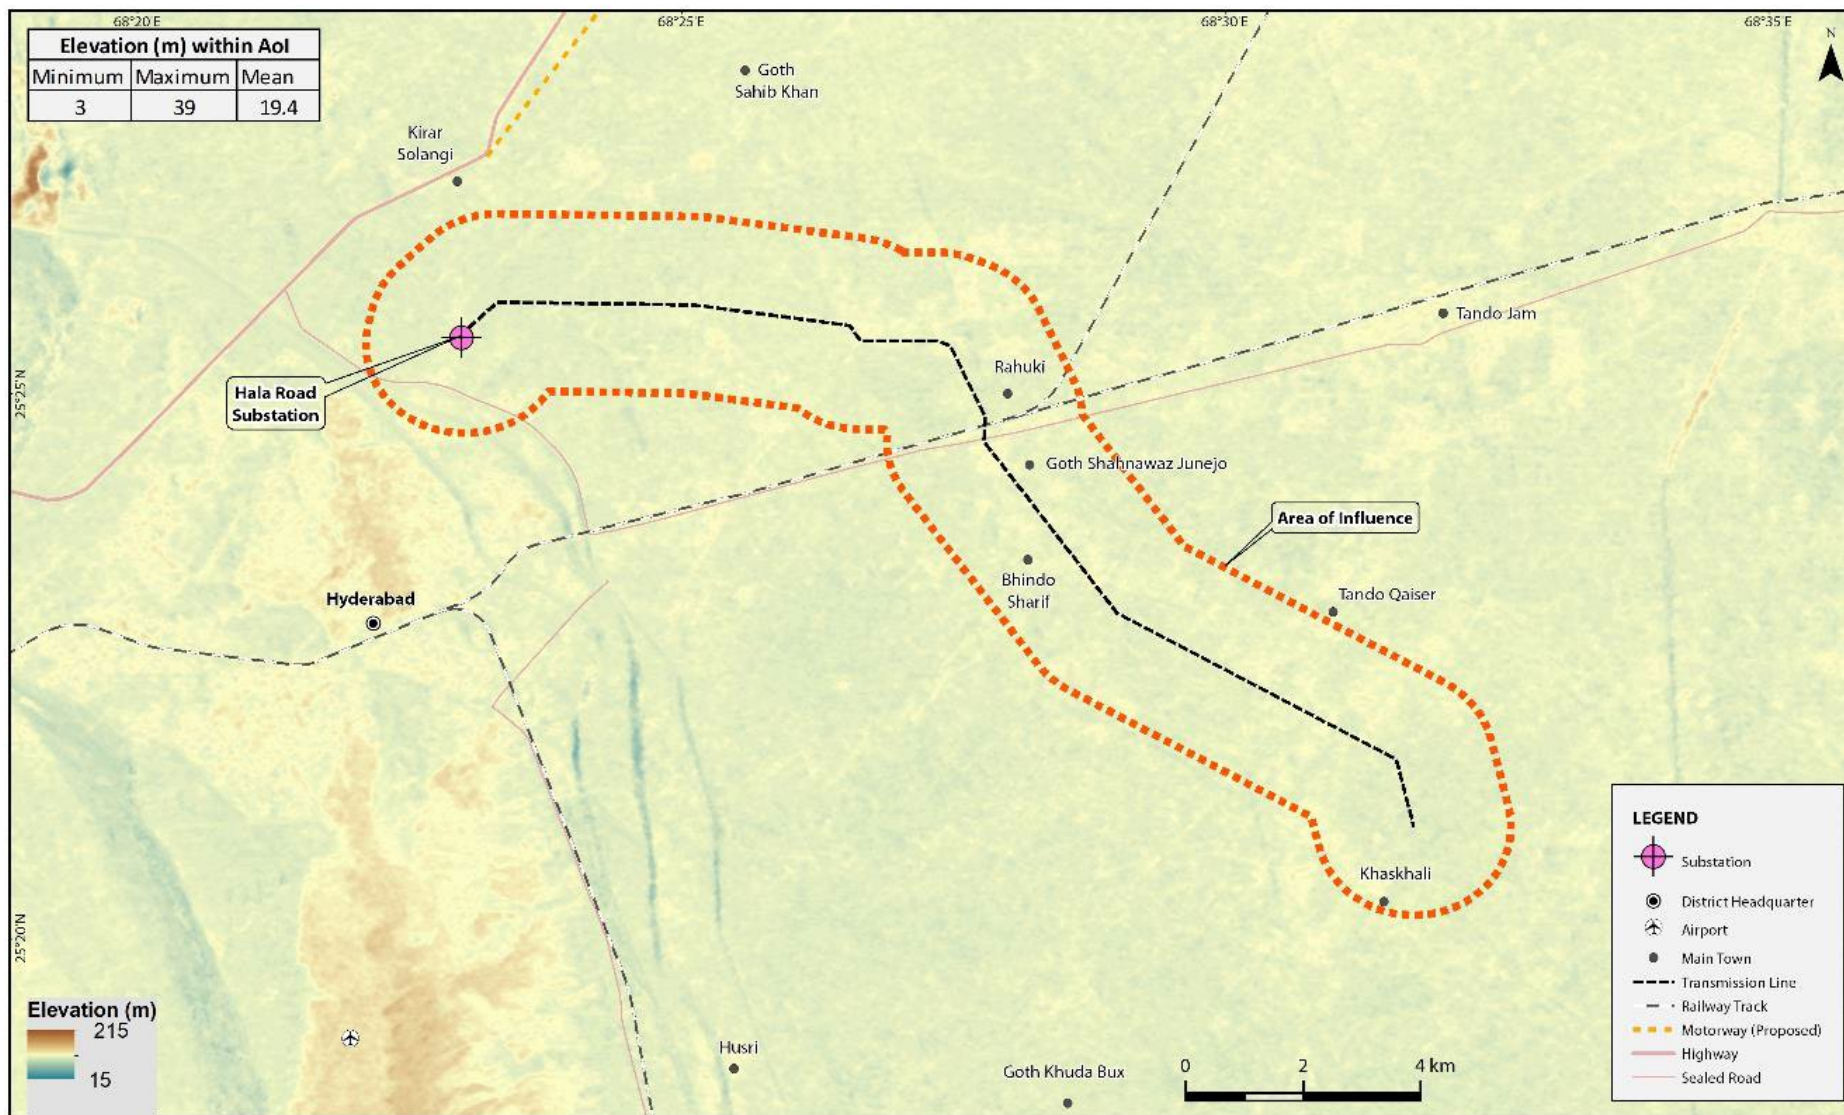 68°20 E
68°25 E
68°30 E
68°35 E
N
Elevation (m) within AoI
Minimum Maximum Mean
3 39 19.4
Goth
Sahib Khan
Kirar
Solangi
Tando Jam
Rahuki
25°25'N
Hala Road
Substation
Goth Shahnawaz Junejo
Area of Influence
Bhindo
Sharif
Tando Qaiser
Hyderabad
Khaskhali
25°20'N
Husri
Goth Khuda Bux
Elevation (m)
215
15
0 2 4 km
LEGEND
Substation
District Headquarter
Airport
Main Town
Transmission Line
Railway Track
Motorway (Proposed)
Highway
Sealed Road